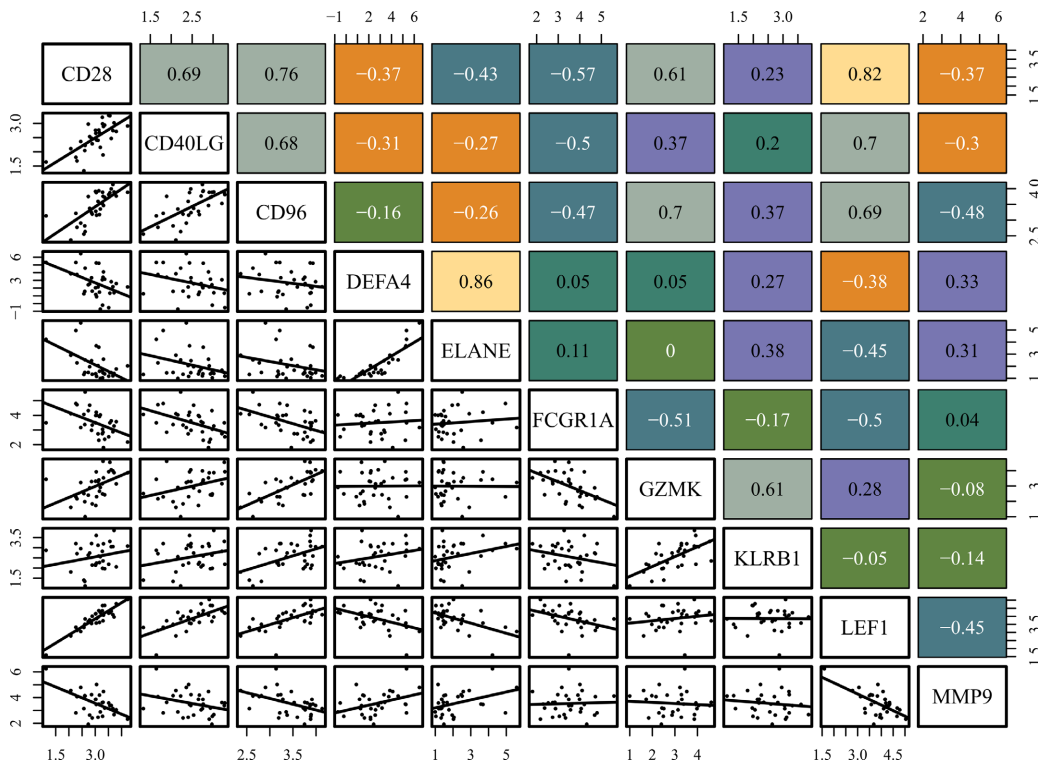 1.5 2.5 −1 2 3 4 6 2 3 4 5 1.5 3.0 2 4 6
CD28 0.69 0.76 −0.37 −0.43 −0.57 0.61 0.23 0.82 −0.37 1.5 3.5
1.5 3.0 CD40LG 0.68 −0.31 −0.27 −0.5 0.37 0.2 0.7 −0.3
CD96 −0.16 −0.26 −0.47 0.7 0.37 0.69 −0.48 2.5 4.0
−1 3 6 DEFA4 0.86 0.05 0.05 0.27 −0.38 0.33
ELANE 0.11 0 0.38 −0.45 0.31 1 3 5
2 4 FCGR1A −0.51 −0.17 −0.5 0.04
GZMK 0.61 0.28 −0.08 1 3
1.5 2.5 3.5 KLRB1 −0.05 −0.14
LEF1 −0.45 1.5 3.5
2 3 4 6 MMP9
1.5 3.0 2.5 3.5 1 3 5 1 2 3 4 1.5 3.0 4.5